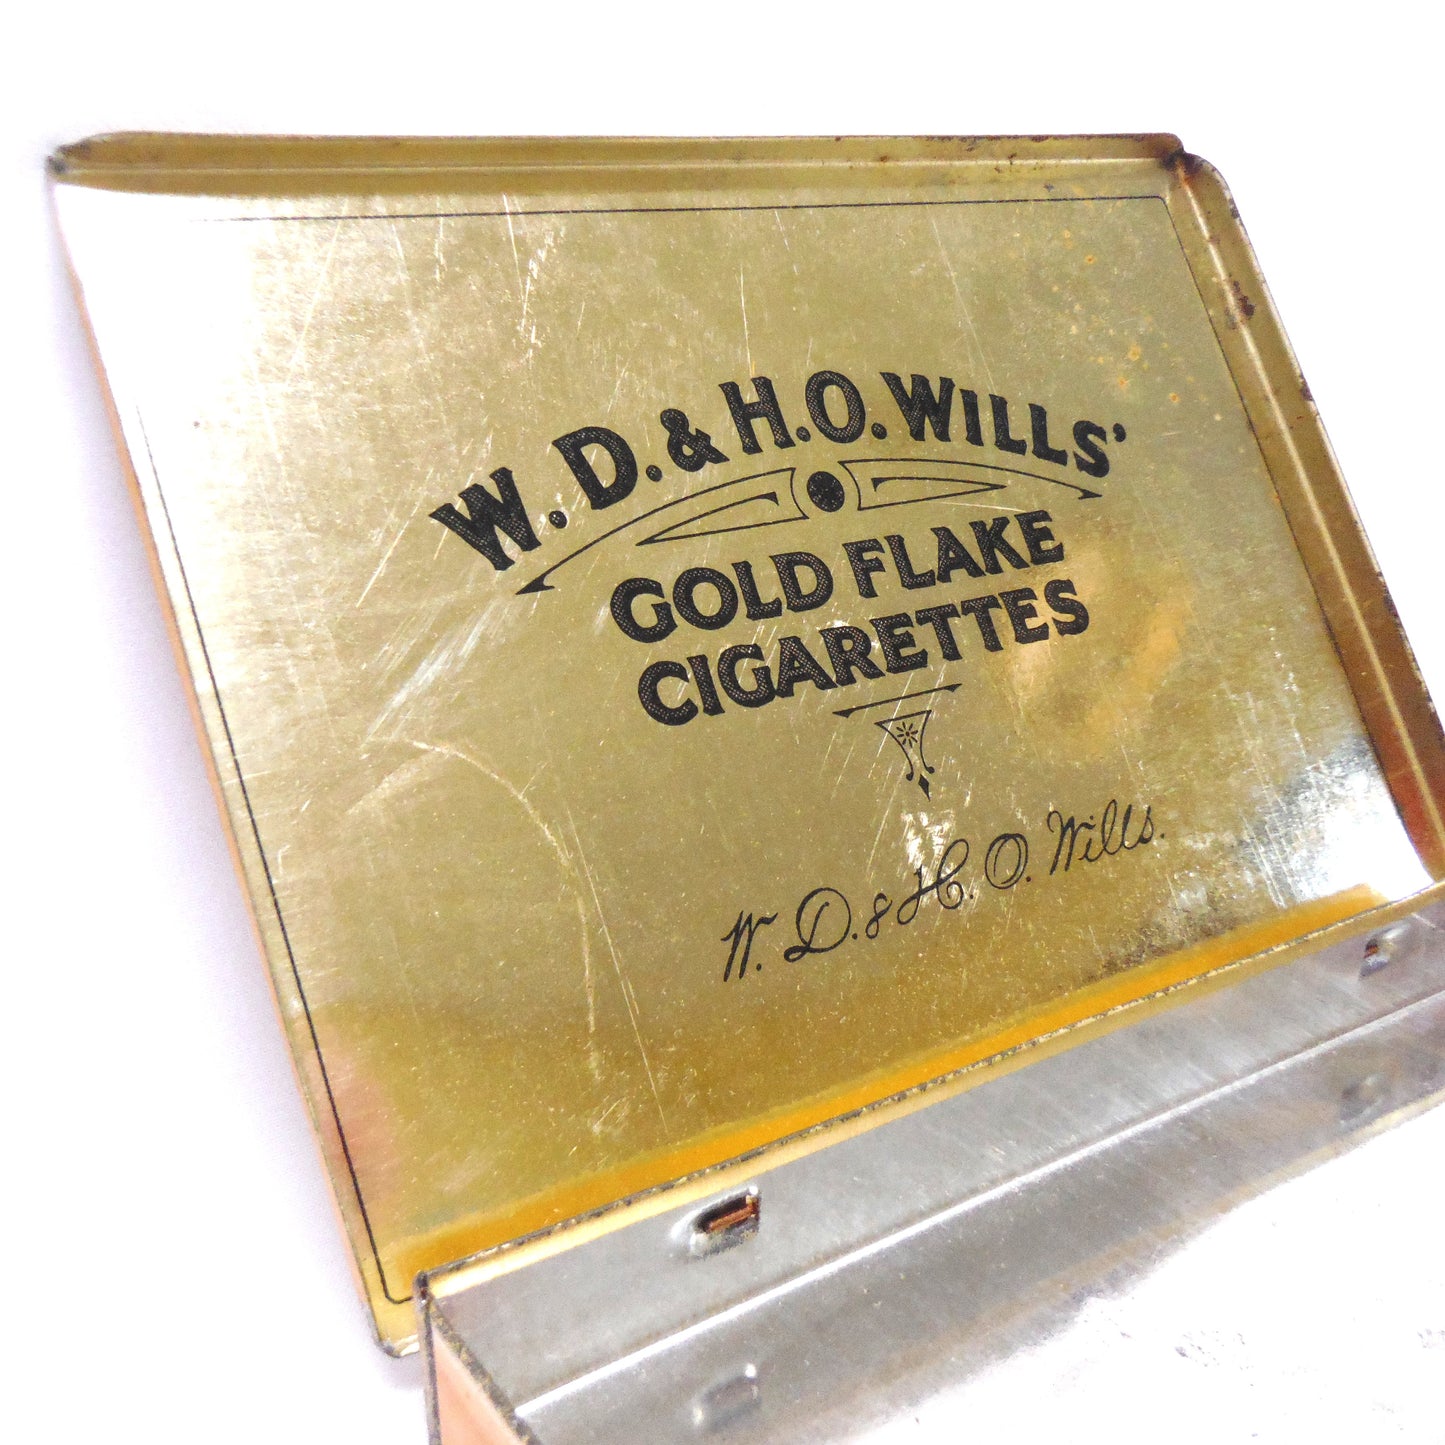 W. D. & H. O. WILLS'
GOLD FLAKE
CIGARETTES
W. D. & H. O. Wills.